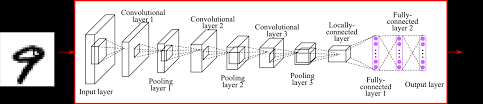 9
Convolutional
layer 1
Convolutional
layer 2
Convolutional
layer 3
Locally-
connected
layer
Fully-
connected
layer 2
Input layer
Pooling
layer 1
Pooling
layer 2
Pooling
layer 3
Fully-
connected
layer 1
Output layer